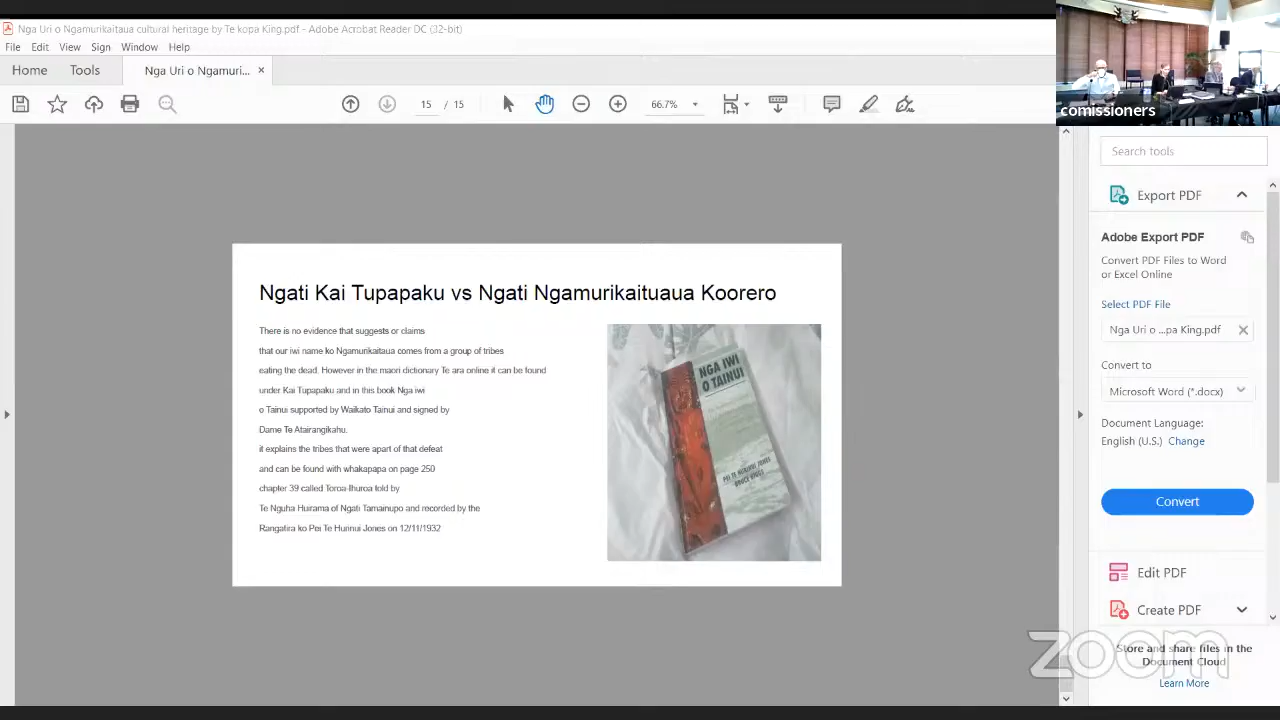 Nga Uri o Ngamurikaitaua cultural heritage by Te kopa King.pdf - Adobe Acrobat Reader DC (32-bit)
File Edit View Sign Window Help
Home Tools Nga Uri o Ngamuri... ×
15 / 15 66.7%
comissioners
Search tools
Export PDF
Adobe Export PDF
Convert PDF Files to Word
or Excel Online
Select PDF File
Nga Uri o ...pa King.pdf
Convert to
Microsoft Word (*.docx)
Document Language:
English (U.S.) Change
Convert
Edit PDF
Create PDF
Store and share files in the
Document Cloud
Learn More
zoom
Ngati Kai Tupapaku vs Ngati Ngamurikaituaua Koorero
There is no evidence that suggests or claims
that our iwi name ko Ngamurikaitaua comes from a group of tribes
eating the dead. However in the maori dictionary Te ara online it can be found
under Kai Tupapaku and in this book Nga iwi
o Tainui supported by Waikato Tainui and signed by
Dame Te Atairangikahu.
it explains the tribes that were apart of that defeat
and can be found with whakapapa on page 250
chapter 39 called Toroa-Ihuroa told by
Te Nguha Huirama of Ngati Tamainupo and recorded by the
Rangatira ko Pei Te Hurinui Jones on 12/11/1932
NGA IWI
O TAINUI
PEI TE HURINUI JONES
BRUCE BIGGS